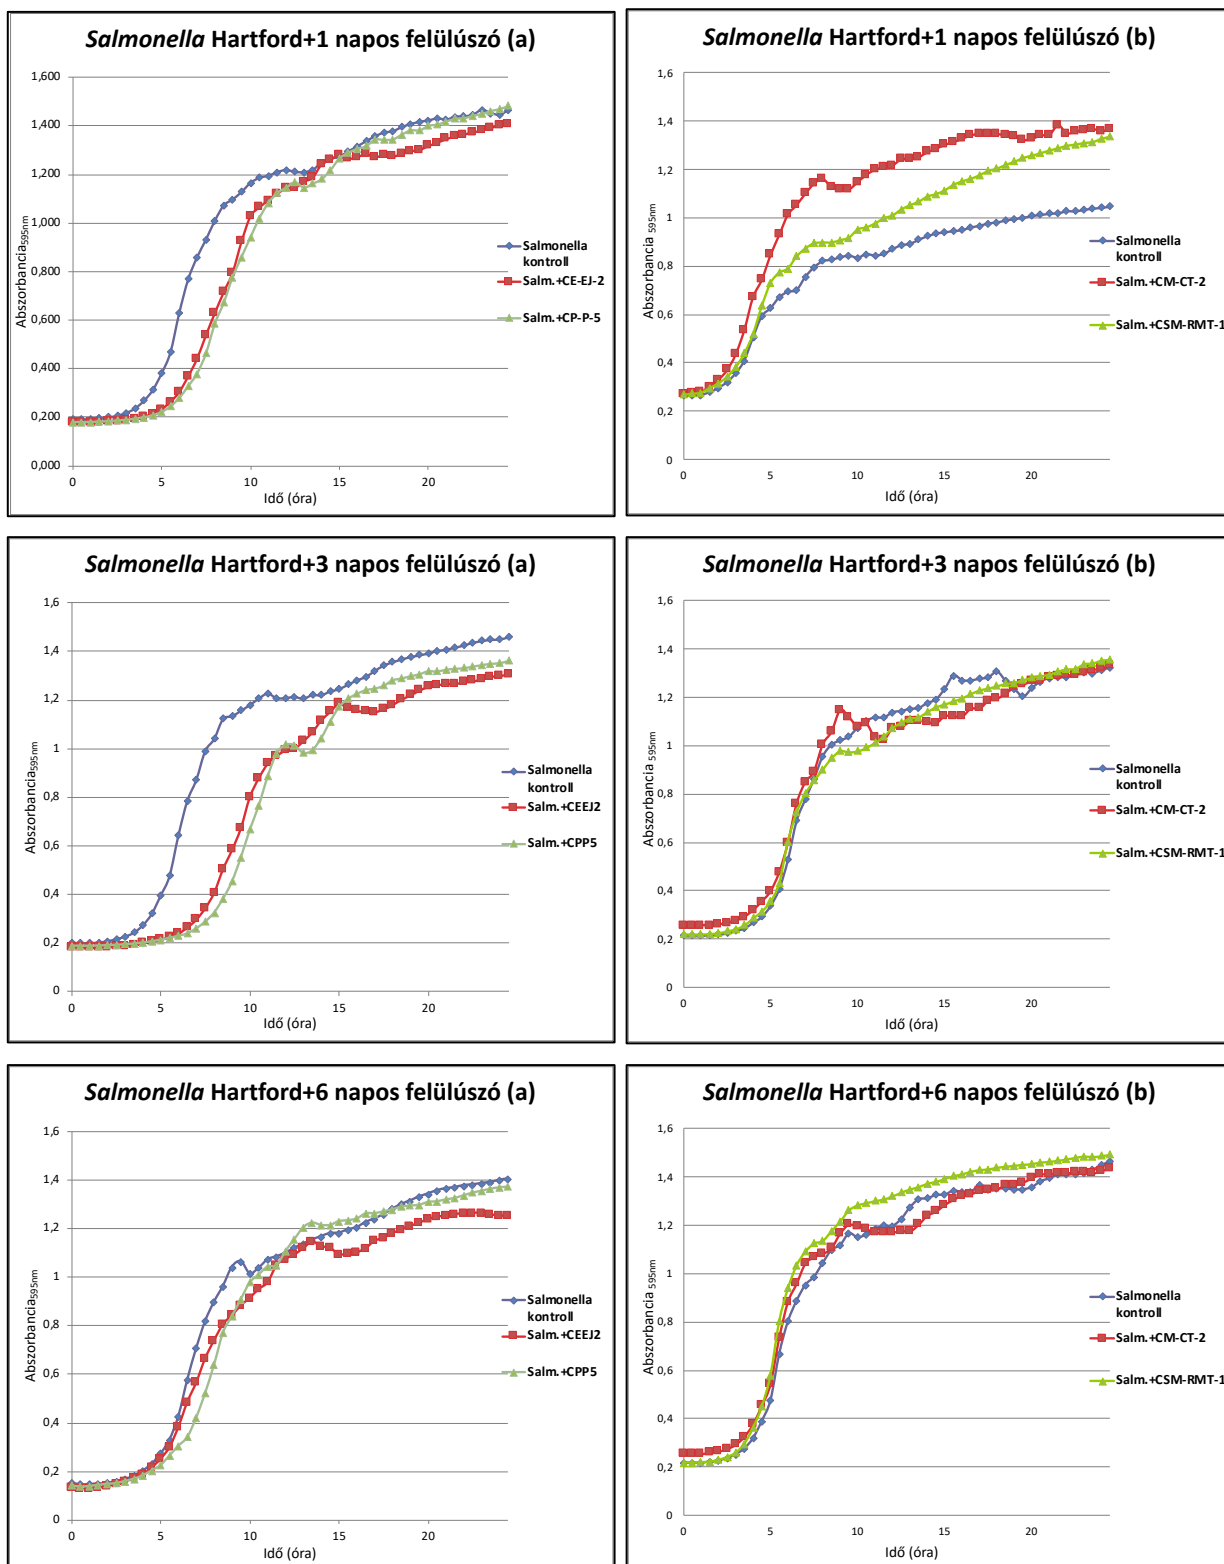 Salmonella Hartford+1 napos felülúszó (a)
1,600
1,400
1,200
1,000
0,800
0,600
0,400
0,200
0,000
0 5 10 15 20
Abszorbancia595nm
Idő (óra)
Salmonella
kontroll
Salm.+CE-EJ-2
Salm.+CP-P-5
Salmonella Hartford+1 napos felülúszó (b)
1,6
1,4
1,2
1
0,8
0,6
0,4
0,2
0
0 5 10 15 20
Abszorbancia 595nm
Idő (óra)
Salmonella
kontroll
Salm.+CM-CT-2
Salm.+CSM-RMT-1
Salmonella Hartford+3 napos felülúszó (a)
1,6
1,4
1,2
1
0,8
0,6
0,4
0,2
0
0 5 10 15 20
Abszorbancia595nm
Idő (óra)
Salmonella
kontroll
Salm.+CEEJ2
Salm.+CPP5
Salmonella Hartford+3 napos felülúszó (b)
1,6
1,4
1,2
1
0,8
0,6
0,4
0,2
0
0 5 10 15 20
Abszorbancia 595nm
Idő (óra)
Salmonella
kontroll
Salm.+CM-CT-2
Salm.+CSM-RMT-1
Salmonella Hartford+6 napos felülúszó (a)
1,6
1,4
1,2
1
0,8
0,6
0,4
0,2
0
0 5 10 15 20
Abszorbancia595nm
Idő (óra)
Salmonella
kontroll
Salm.+CEEJ2
Salm.+CPP5
Salmonella Hartford+6 napos felülúszó (b)
1,6
1,4
1,2
1
0,8
0,6
0,4
0,2
0
0 5 10 15 20
Abszorbancia 595nm
Idő (óra)
Salmonella
kontroll
Salm.+CM-CT-2
Salm.+CSM-RMT-1